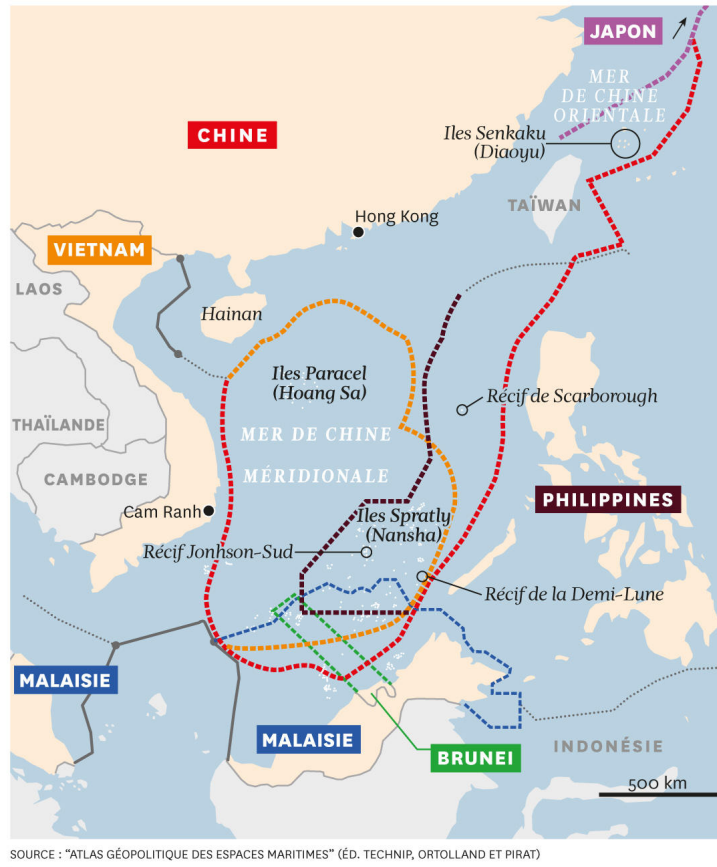 JAPON
MER
DE CHINE
ORIENTALE
Iles Senkaku
(Diaoyu)
CHINE
TAÏWAN
Hong Kong
VIETNAM
LAOS
Hainan
Iles Paracel
(Hoang Sa)
Récif de Scarborough
THAÏLANDE
MER DE CHINE
MÉRIDIONALE
CAMBODGE
PHILIPPINES
Cam Ranh
Iles Spratly
(Nansha)
Récif Jonhson-Sud
Récif de la Demi-Lune
MALAISIE
MALAISIE
BRUNEI
INDONÉSIE
500 km
SOURCE : “ATLAS GÉOPOLITIQUE DES ESPACES MARITIMES” (ÉD. TECHNIP, ORTOLLAND ET PIRAT)